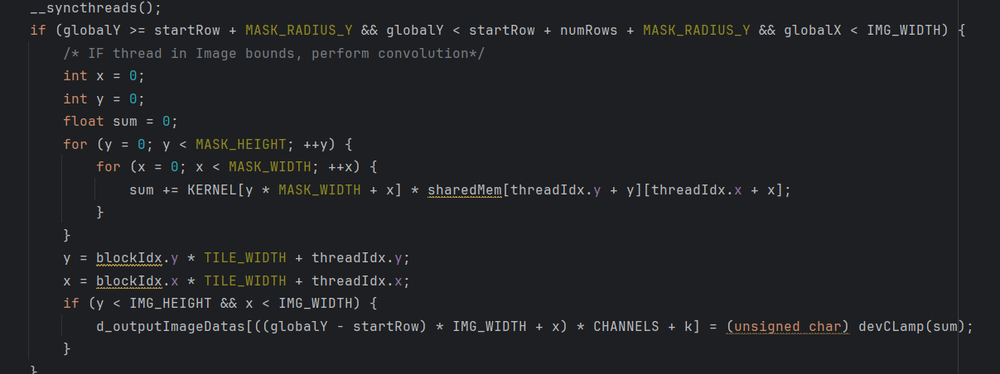 __syncthreads();
if (globalY >= startRow + MASK_RADIUS_Y && globalY < startRow + numRows + MASK_RADIUS_Y && globalX < IMG_WIDTH) {
/* IF thread in Image bounds, perform convolution*/
int x = 0;
int y = 0;
float sum = 0;
for (y = 0; y < MASK_HEIGHT; ++y) {
for (x = 0; x < MASK_WIDTH; ++x) {
sum += KERNEL[y * MASK_WIDTH + x] * sharedMem[threadIdx.y + y][threadIdx.x + x];
}
}
y = blockIdx.y * TILE_WIDTH + threadIdx.y;
x = blockIdx.x * TILE_WIDTH + threadIdx.x;
if (y < IMG_HEIGHT && x < IMG_WIDTH) {
d_outputImageDatas[((globalY - startRow) * IMG_WIDTH + x) * CHANNELS + k] = (unsigned char) devCLamp(sum);
}
}